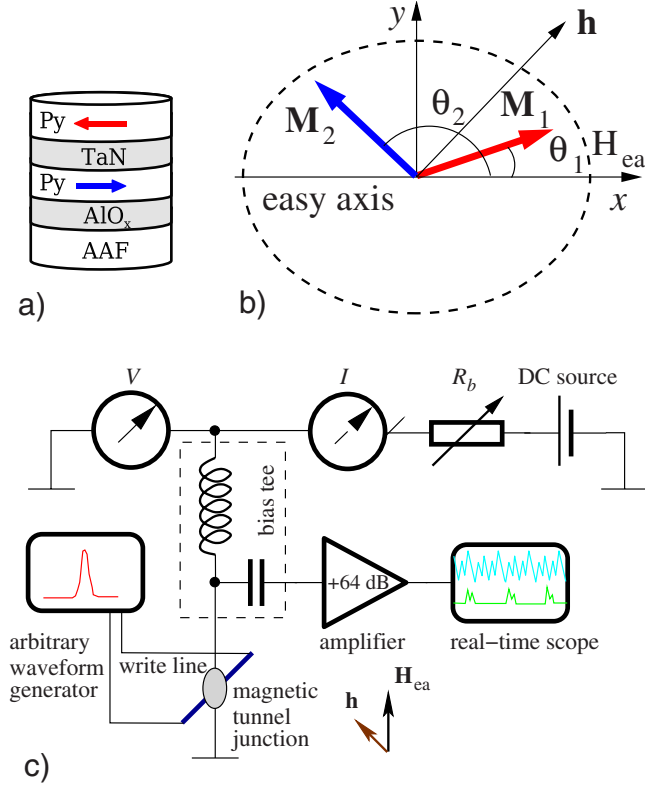 Py
TaN
Py
AlOₓ
AAF
a)
y
h
M₂
θ₂
M₁
θ₁
Hₑₐ
easy axis
x
b)
V
I
R_b
DC source
bias tee
+64 dB
amplifier
real-time scope
arbitrary
waveform
generator
write line
magnetic
tunnel
junction
h
Hₑₐ
c)